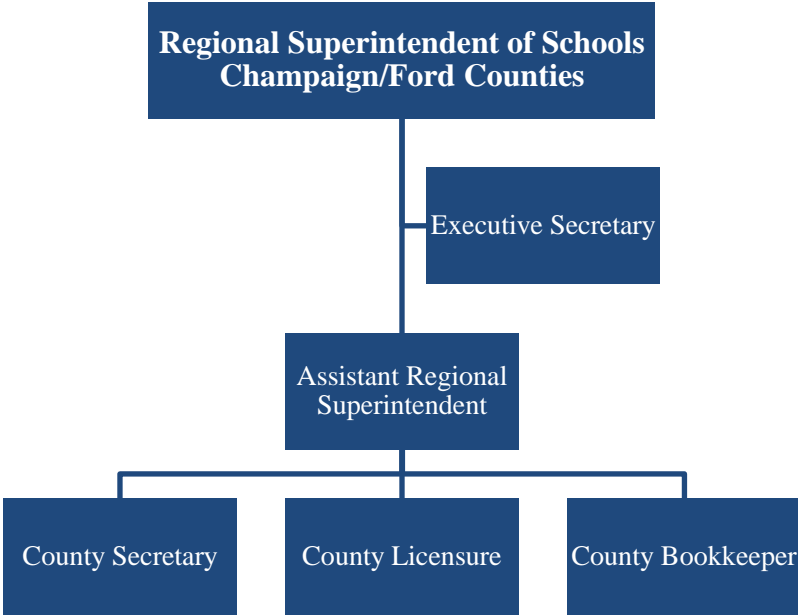 Regional Superintendent of Schools
Champaign/Ford Counties
Executive Secretary
Assistant Regional
Superintendent
County Secretary
County Licensure
County Bookkeeper